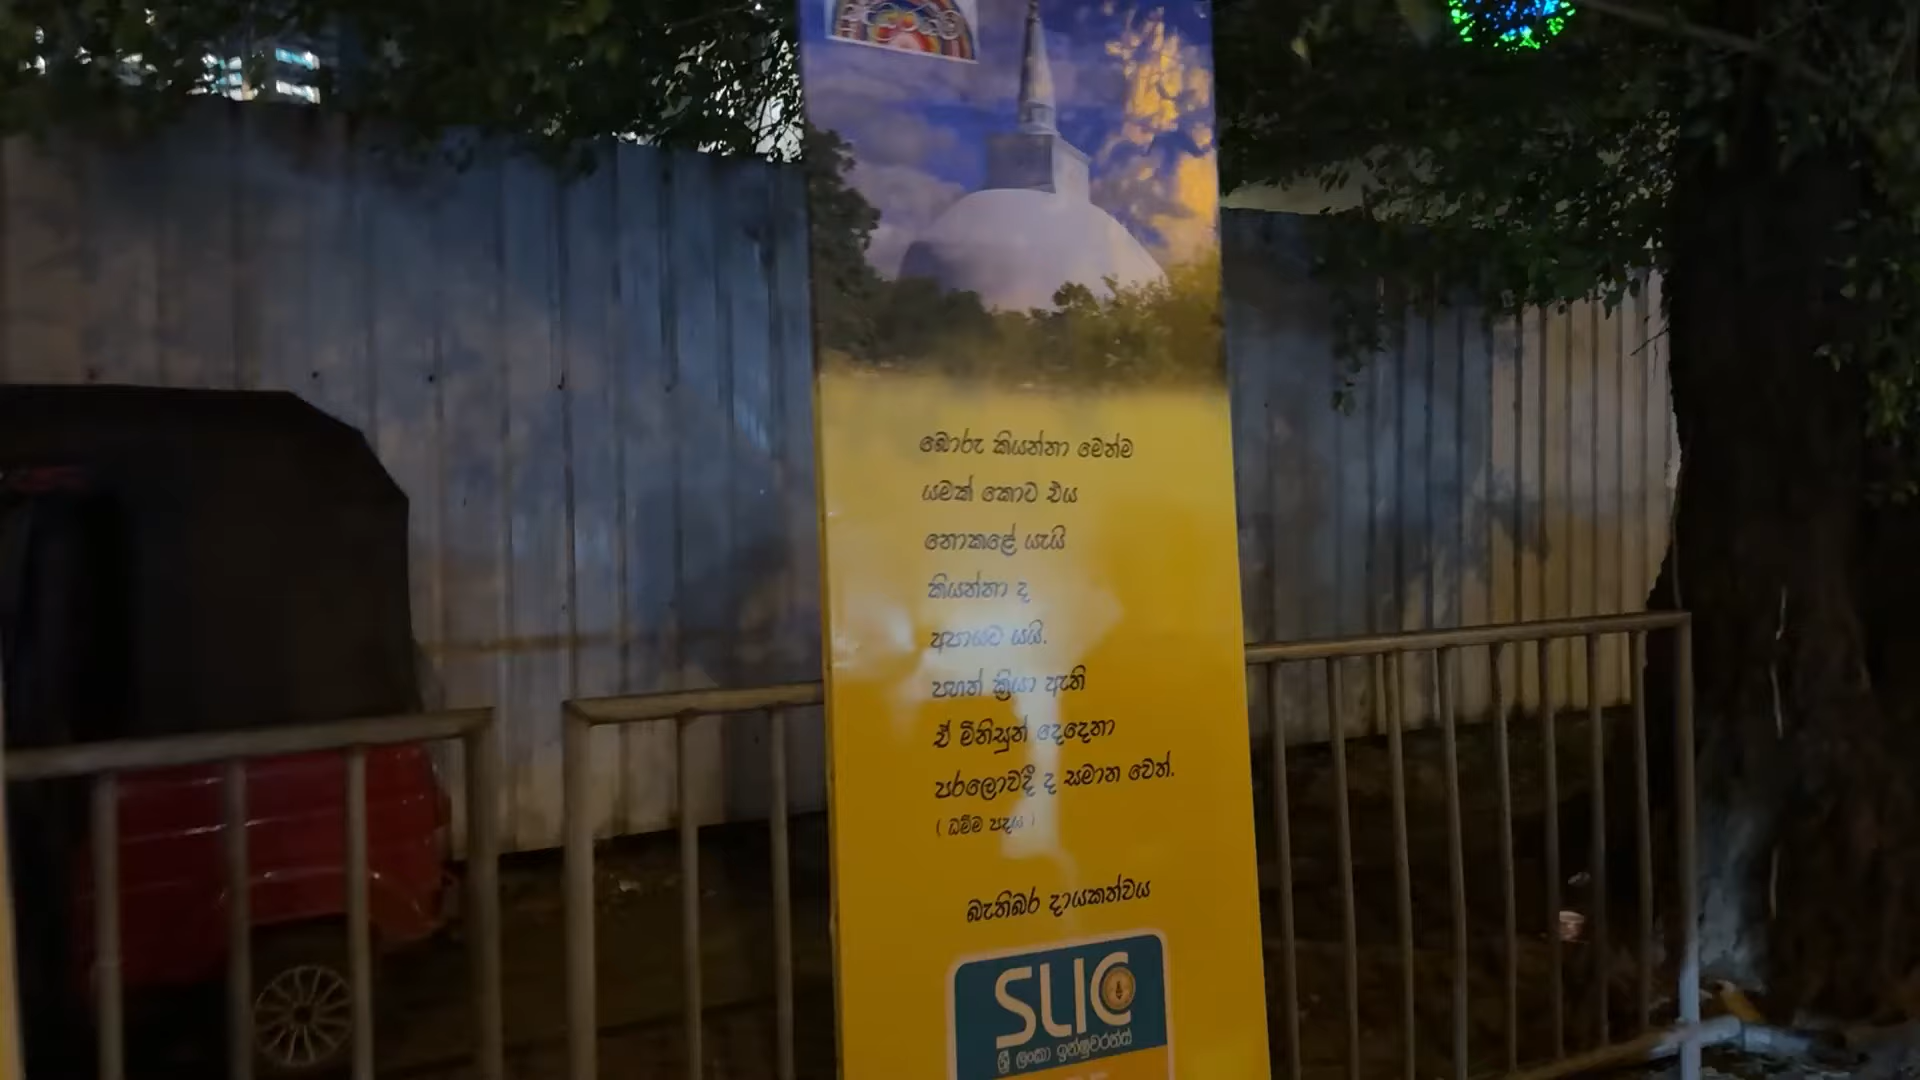 බොරු කියන්නා මෙන්ම
යමක් කොට එය
නොකළේ යැයි
කියන්නා ද
අපායට යයි.
පහත් ක්‍රියා ඇති
ඒ මිනිසුන් දෙදෙනා
පරලොවදී ද සමාන වෙත්.
( ධම්ම පදය )
බැතිබර දායකත්වය
SLIC
ශ්‍රී ලංකා ඉන්ෂුවරන්ස්